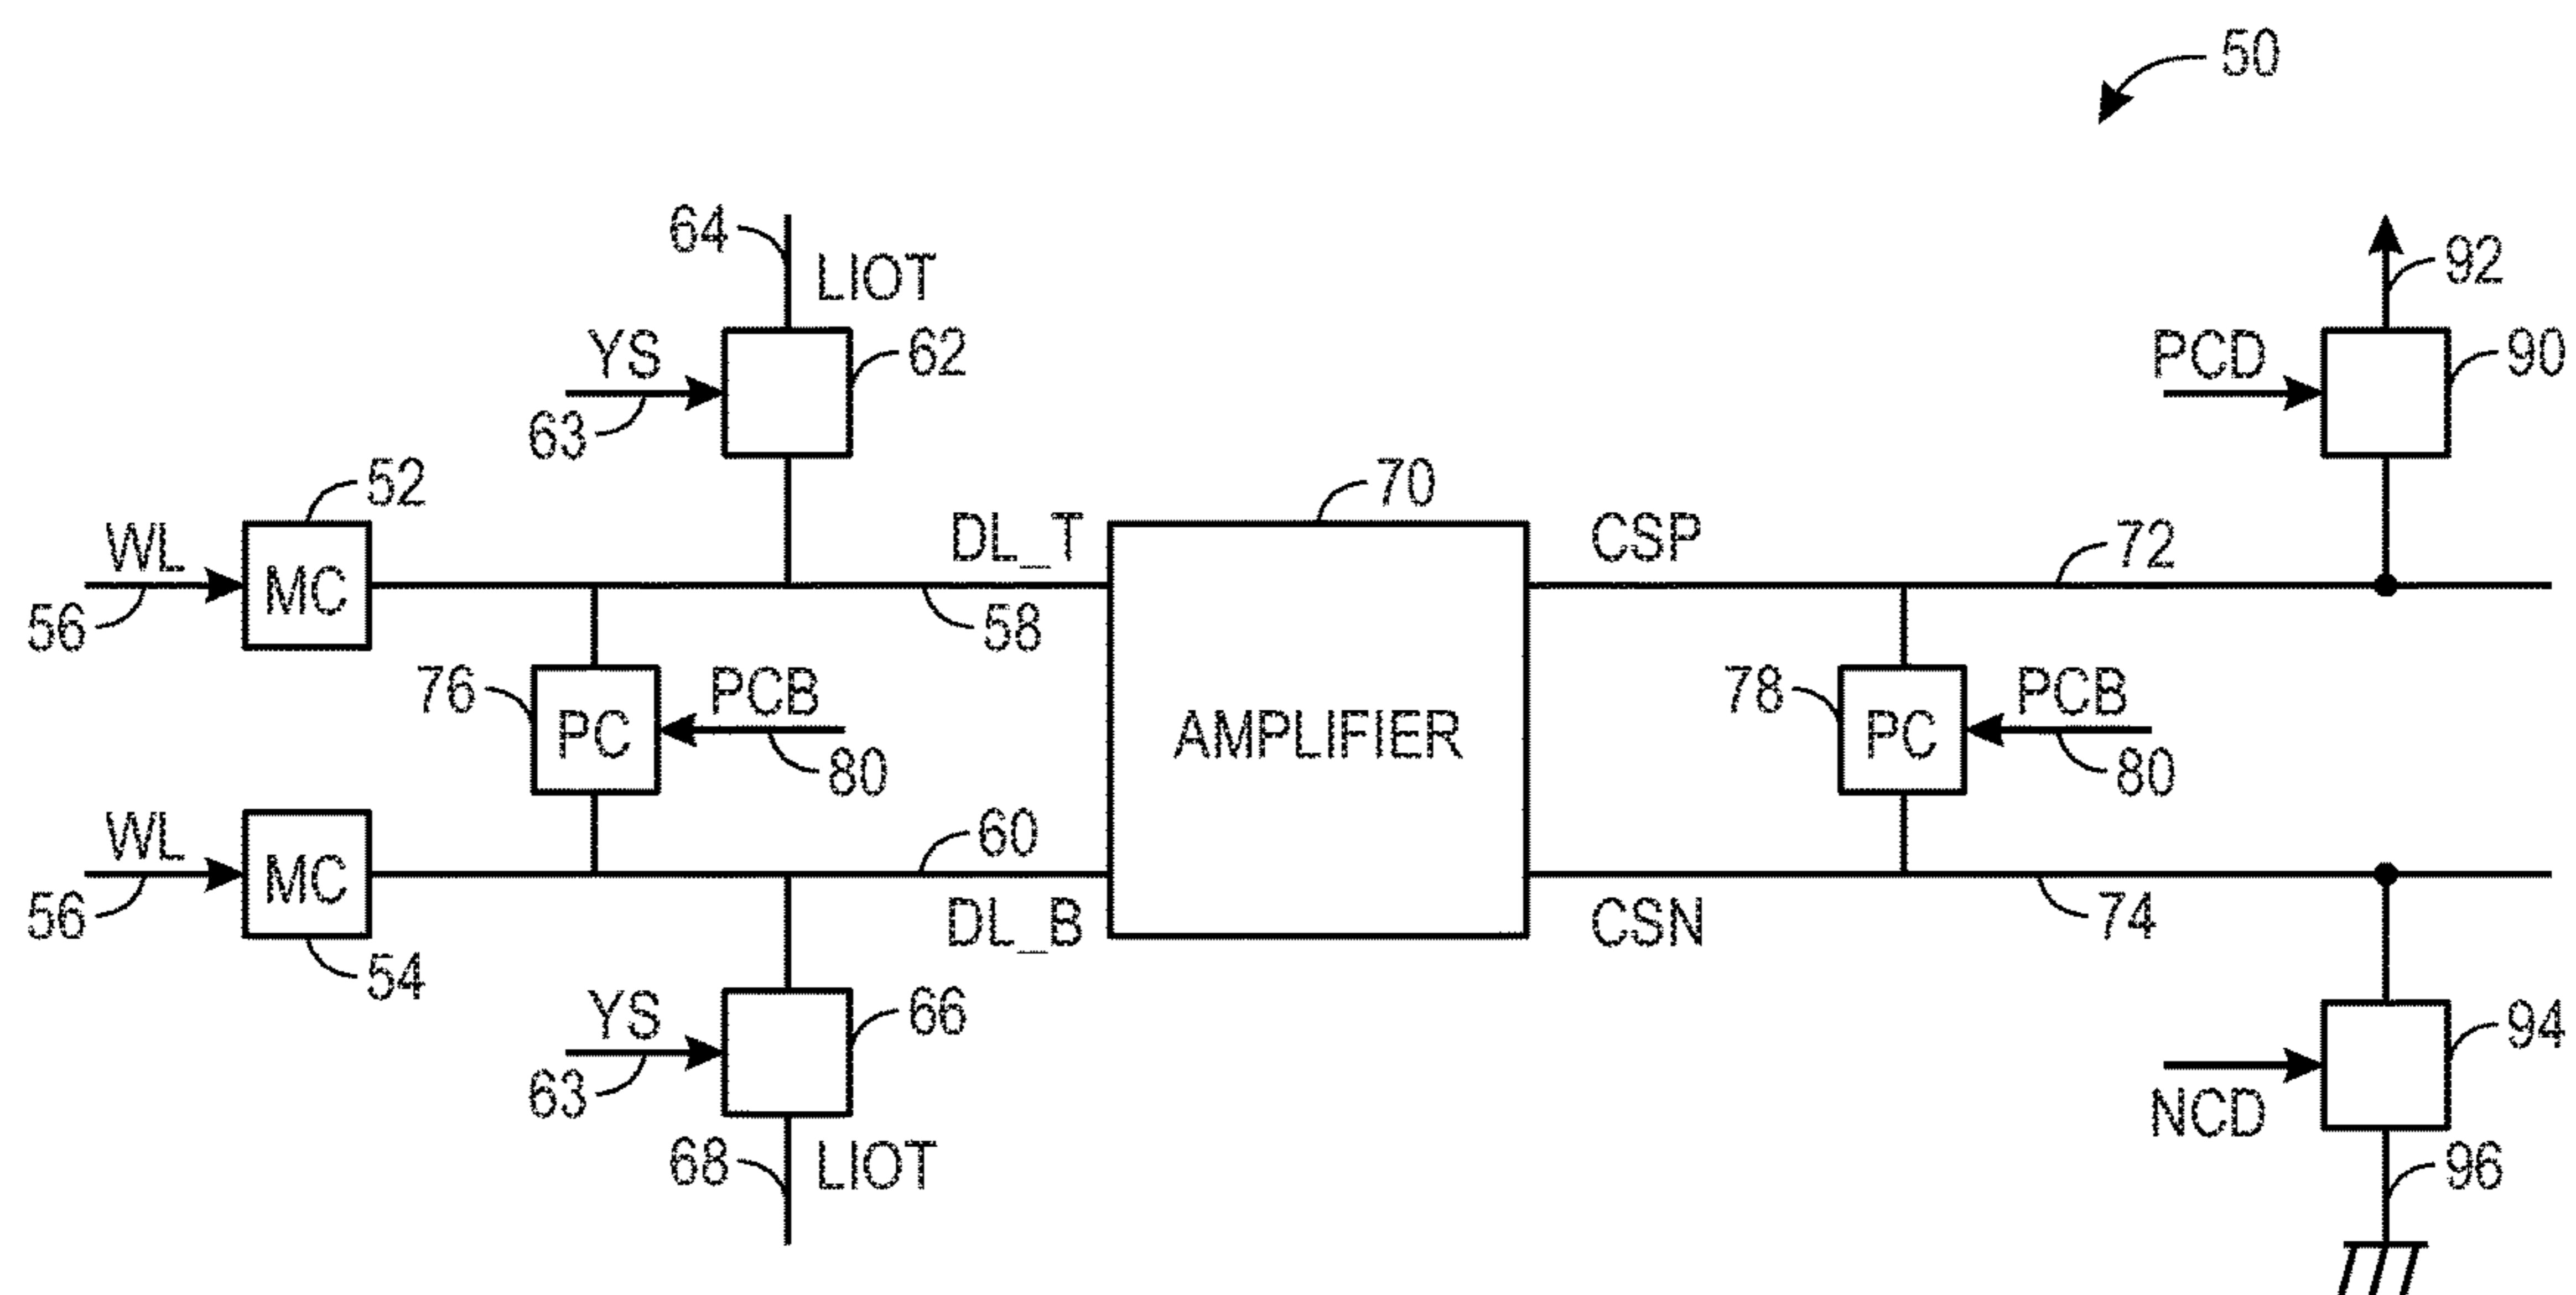 50
64
LIOT
92
YS
62
PCD
90
63
52
70
WL
DL_T
CSP
72
MC
56
58
76
PCB
78
PCB
PC
AMPLIFIER
PC
80
80
WL
60
MC
56
DL_B
CSN
74
54
YS
66
94
63
NCD
68
LIOT
96